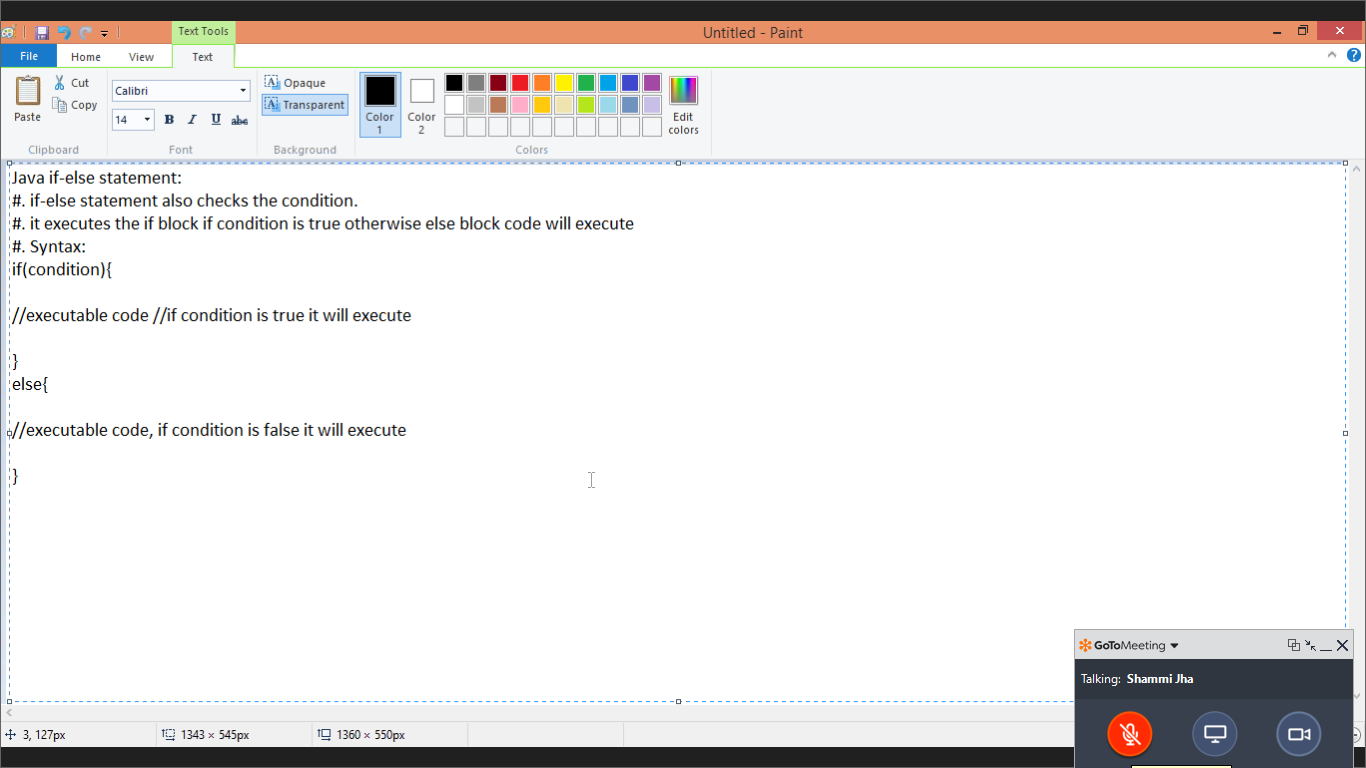 Text Tools
Untitled - Paint
File
Home
View
Text
Paste
Cut
Copy
Clipboard
Calibri
14
B I U abc
Font
Opaque
Transparent
Background
Color 1
Color 2
Edit colors
Colors
Java if-else statement:
#. if-else statement also checks the condition.
#. it executes the if block if condition is true otherwise else block code will execute
#. Syntax:
if(condition){
//executable code //if condition is true it will execute
}
else{
//executable code, if condition is false it will execute
}
GoToMeeting
Talking: Shammi Jha
3, 127px
1343 × 545px
1360 × 550px